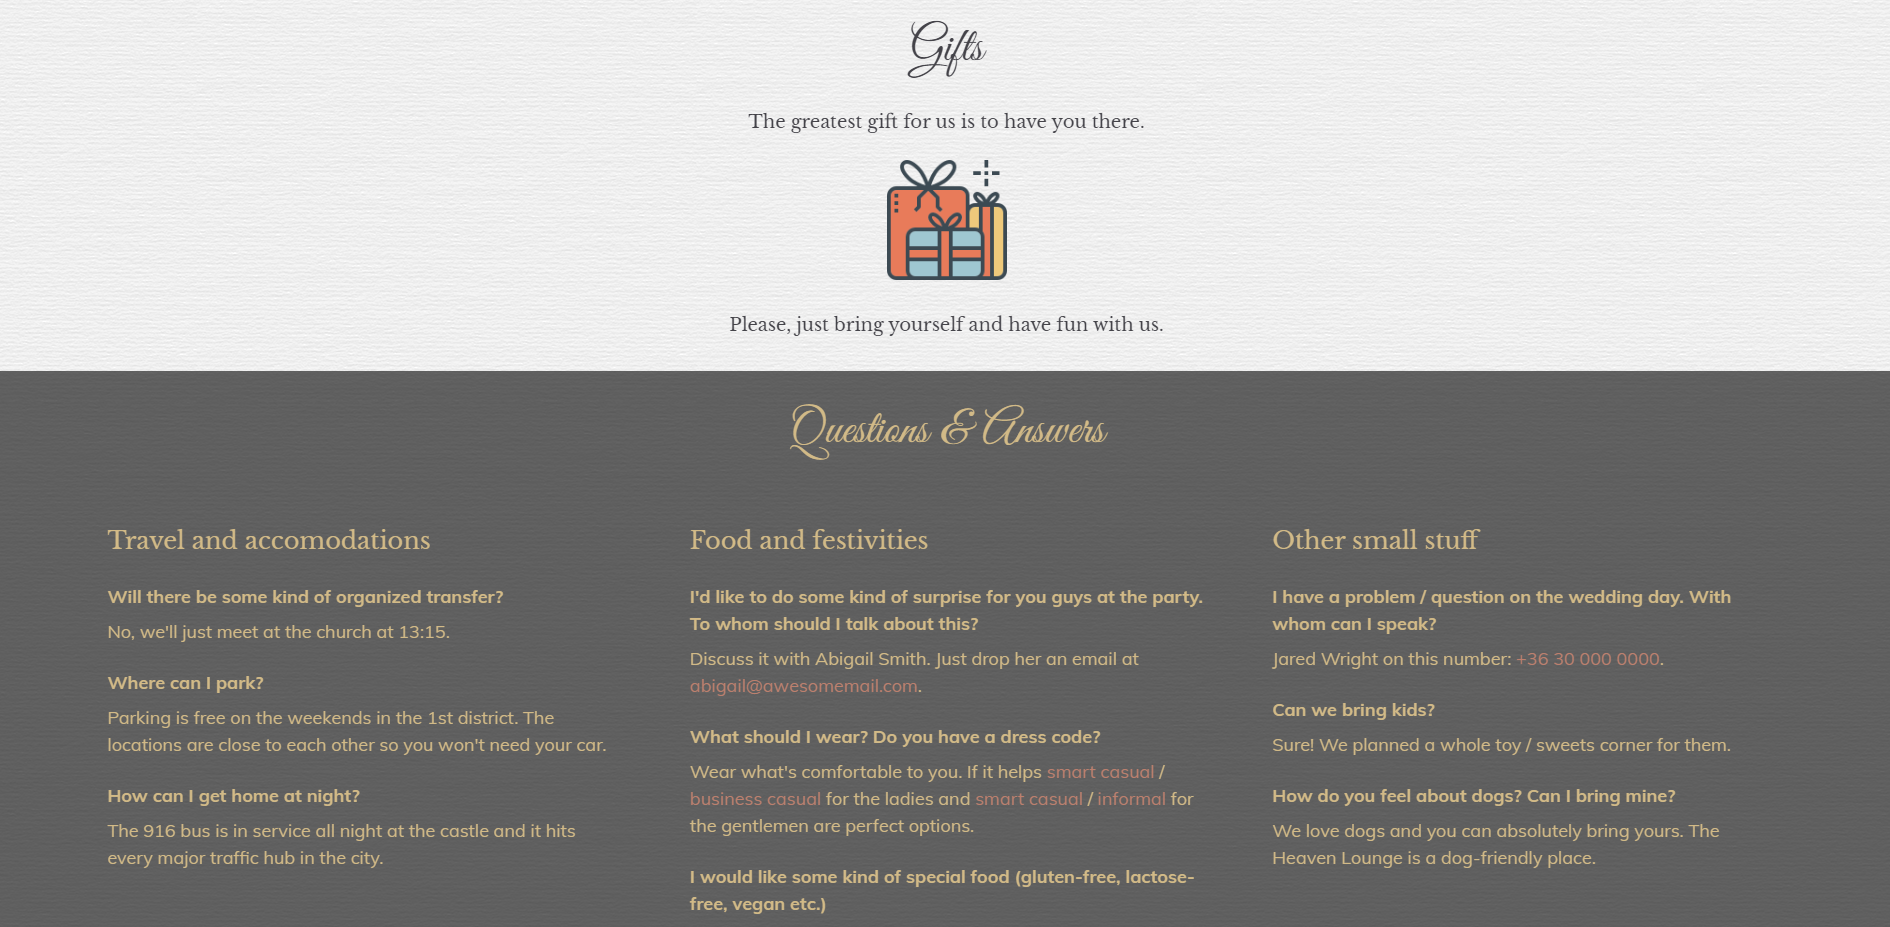 Gifts
The greatest gift for us is to have you there.
Please, just bring yourself and have fun with us.
Questions & Answers
Travel and accomodations
Will there be some kind of organized transfer?
No, we'll just meet at the church at 13:15.
Where can I park?
Parking is free on the weekends in the 1st district. The
locations are close to each other so you won't need your car.
How can I get home at night?
The 916 bus is in service all night at the castle and it hits
every major traffic hub in the city.
Food and festivities
I'd like to do some kind of surprise for you guys at the party.
To whom should I talk about this?
Discuss it with Abigail Smith. Just drop her an email at
abigail@awesomemail.com.
What should I wear? Do you have a dress code?
Wear what's comfortable to you. If it helps smart casual /
business casual for the ladies and smart casual / informal for
the gentlemen are perfect options.
I would like some kind of special food (gluten-free, lactose-
free, vegan etc.)
Other small stuff
I have a problem / question on the wedding day. With
whom can I speak?
Jared Wright on this number: +36 30 000 0000.
Can we bring kids?
Sure! We planned a whole toy / sweets corner for them.
How do you feel about dogs? Can I bring mine?
We love dogs and you can absolutely bring yours. The
Heaven Lounge is a dog-friendly place.